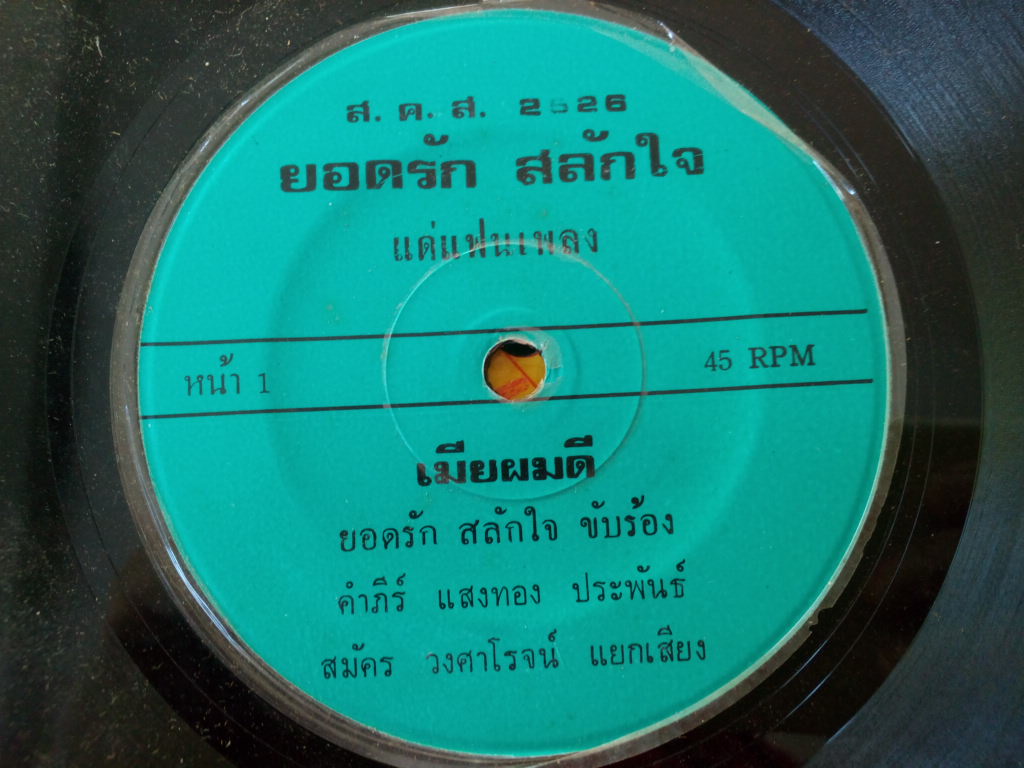 ส. ค. ส. 2526
ยอดรัก สลักใจ
แด่แฟนเพลง
หน้า 1
45 RPM
เมียผมดี
ยอดรัก สลักใจ ขับร้อง
คำภีร์ แสงทอง ประพันธ์
สมัคร วงศาโรจน์ แยกเสียง